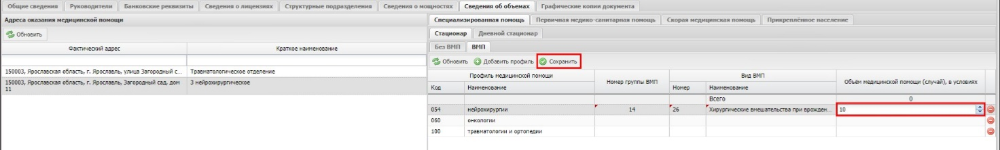 Общие сведения Руководители Банковские реквизиты Сведения о лицензиях Структурные подразделения Сведения о мощностях Сведения об объемах Графические копии документа
Адреса оказания медицинской помощи
Обновить
Фактический адрес Краткое наименование
150003, Ярославская область, г. Ярославль, улица Загородный с... Травматологическое отделение
150003, Ярославская область, г. Ярославль, Загородный сад, дом 3 нейрохирургическое
11
Специализированная помощь Первичная медико-санитарная помощь Скорая медицинская помощь Прикреплённое население
Стационар Дневной стационар
Без ВМП ВМП
Обновить Добавить профиль Сохранить
Профиль медицинской помощи Номер группы ВМП Вид ВМП Объём медицинской помощи (случай), в условиях
Код Наименование Номер Наименование
Всего 0
054 нейрохирургии 14 26 Хирургические вмешательства при врожден... 10
060 онкологии
100 травматологии и ортопедии